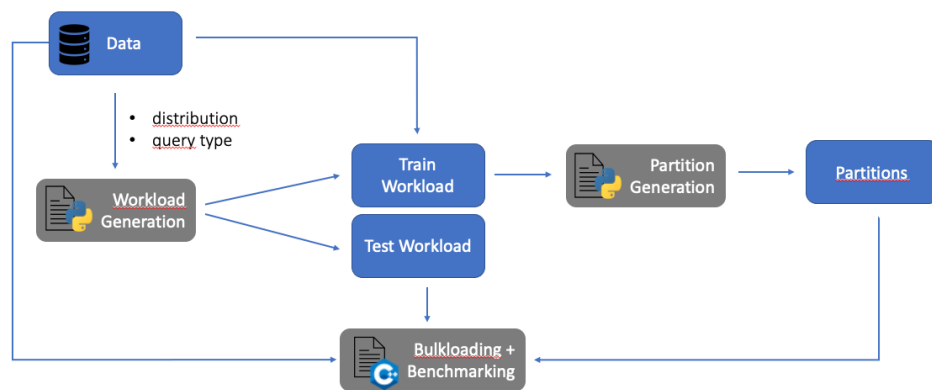 Data
• distribution
• query type
Workload
Generation
Train
Workload
Test Workload
Partition
Generation
Partitions
Bulkloading +
Benchmarking